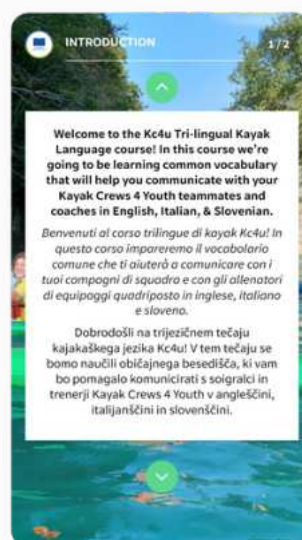 INTRODUCTION 1/2
Welcome to the Kc4u Tri-lingual Kayak
Language course! In this course we're
going to be learning common vocabulary
that will help you communicate with your
Kayak Crews 4 Youth teammates and
coaches in English, Italian, & Slovenian.
Benvenuti al corso trilingue di kayak Kc4u! In
questo corso impareremo il vocabolario
comune che ti aiuterà a comunicare con i
tuoi compagni di squadra e con gli allenatori
di equipaggi quadriposto in inglese, italiano
e sloveno.
Dobrodošli na trijezičnem tečaju
kajakaškega jezika Kc4u! V tem tečaju se
bomo naučili običajnega besedišča, ki vam
bo pomagalo komunicirati s soigralci in
trenerji Kayak Crews 4 Youth v angleščini,
italijanščini in slovenščini.